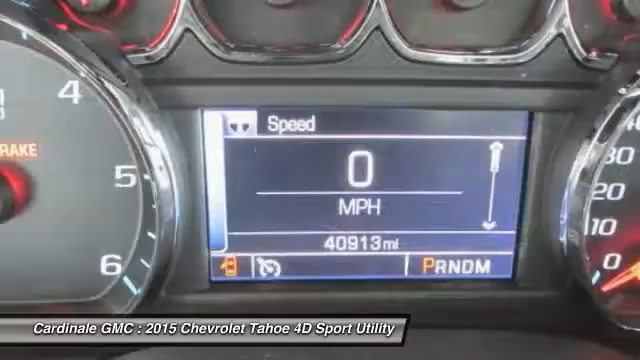 4
BRAKE
5
6
Speed
0
MPH
40913mi
PRNDM
30
20
10
0
Cardinale GMC : 2015 Chevrolet Tahoe 4D Sport Utility